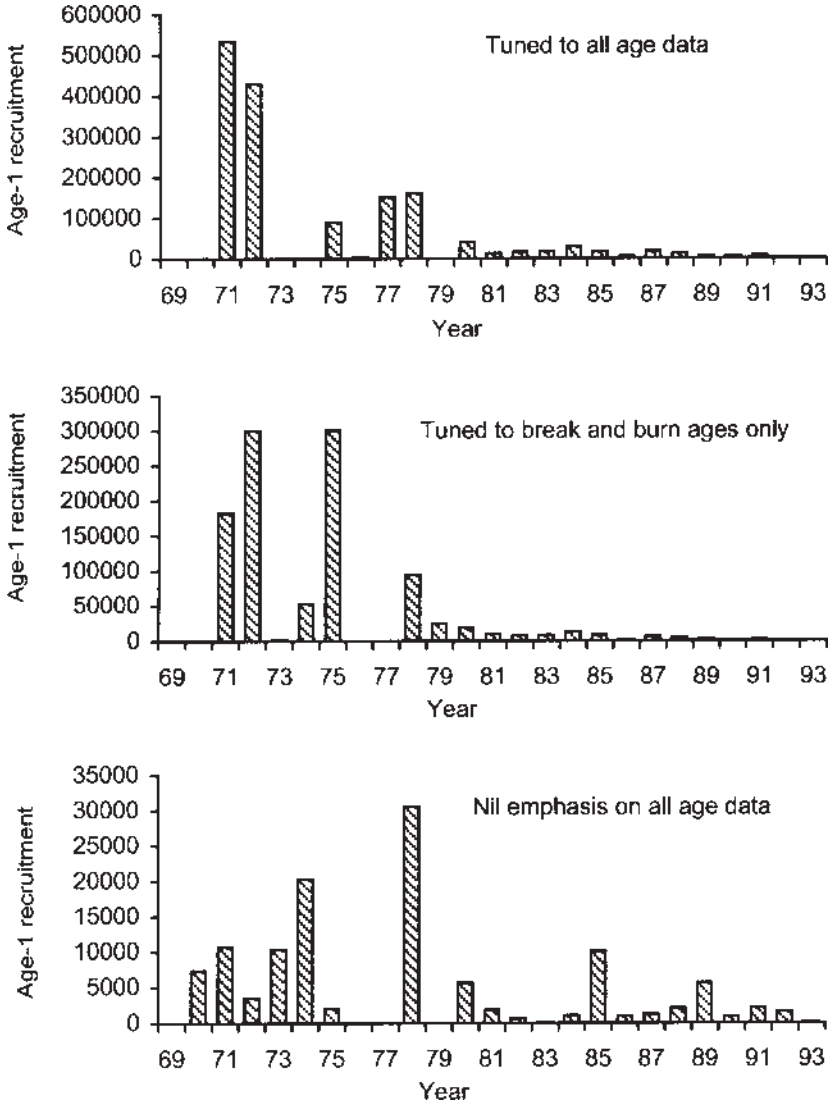 600000
Tuned to all age data
500000
400000
300000
200000
100000
0
69 71 73 75 77 79 81 83 85 87 89 91 93
Year
Age-1 recruitment
350000
Tuned to break and burn ages only
300000
250000
200000
150000
100000
50000
0
69 71 73 75 77 79 81 83 85 87 89 91 93
Year
Age-1 recruitment
35000
Nil emphasis on all age data
30000
25000
20000
15000
10000
5000
0
69 71 73 75 77 79 81 83 85 87 89 91 93
Year
Age-1 recruitment